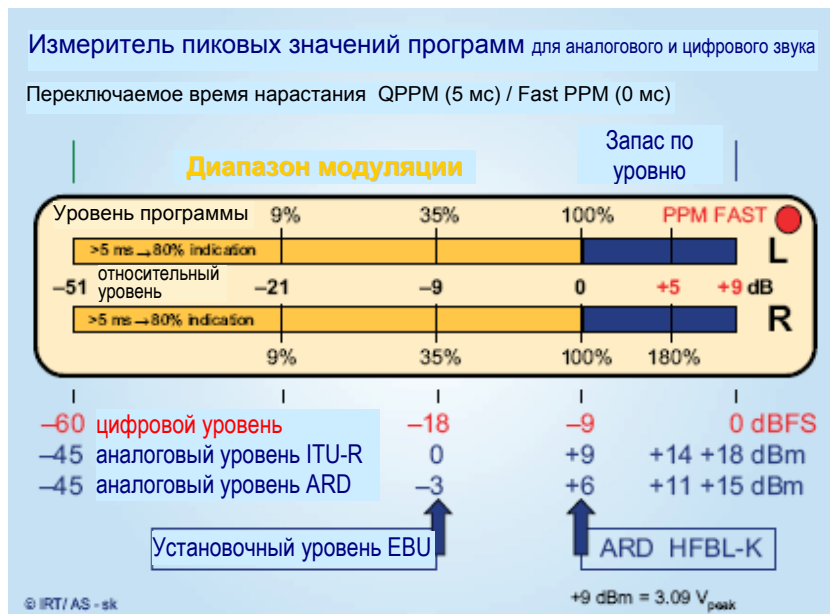 Измеритель пиковых значений программ для аналогового и цифрового звука
Переключаемое время нарастания QPPM (5 мс) / Fast PPM (0 мс)
Диапазон модуляции
Запас по
уровню
Уровень программы 9% 35% 100% PPM FAST
>5 ms→80% indication L
–51 относительный
уровень –21 –9 0 +5 +9 dB
>5 ms→80% indication R
9% 35% 100% 180%
–60 цифровой уровень –18 –9 0 dBFS
–45 аналоговый уровень ITU-R 0 +9 +14 +18 dBm
–45 аналоговый уровень ARD –3 +6 +11 +15 dBm
Установочный уровень EBU ARD HFBL-K
© IRT/ AS - sk +9 dBm = 3.09 Vpeak